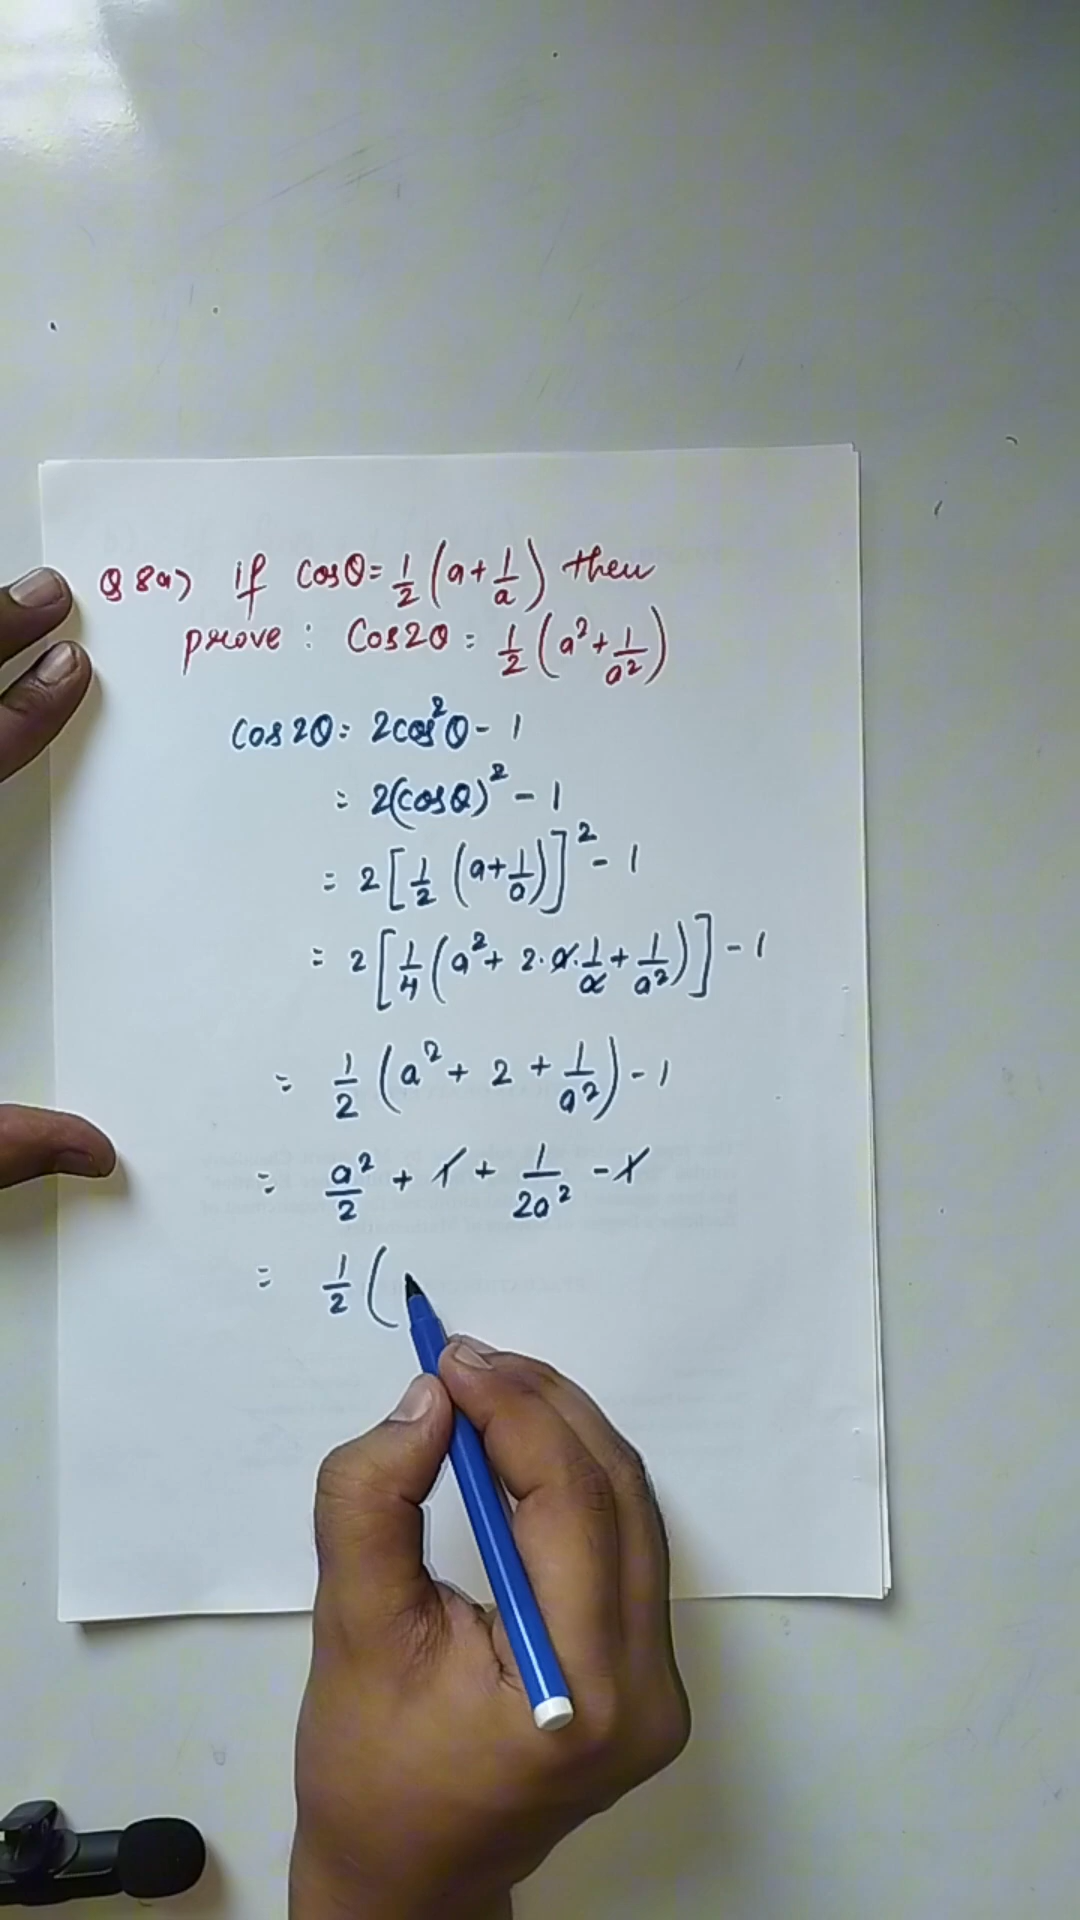 Q 8a) if cosθ = 1/2 (a + 1/a) then
prove : Cos2θ = 1/2 (a² + 1/a²)
Cos2θ = 2cos²θ - 1
= 2(cosθ)² - 1
= 2[1/2 (a + 1/a)]² - 1
= 2[1/4 (a² + 2·a·1/a + 1/a²)] - 1
= 1/2 (a² + 2 + 1/a²) - 1
= a²/2 + 1 + 1/2a² - 1
= 1/2 (